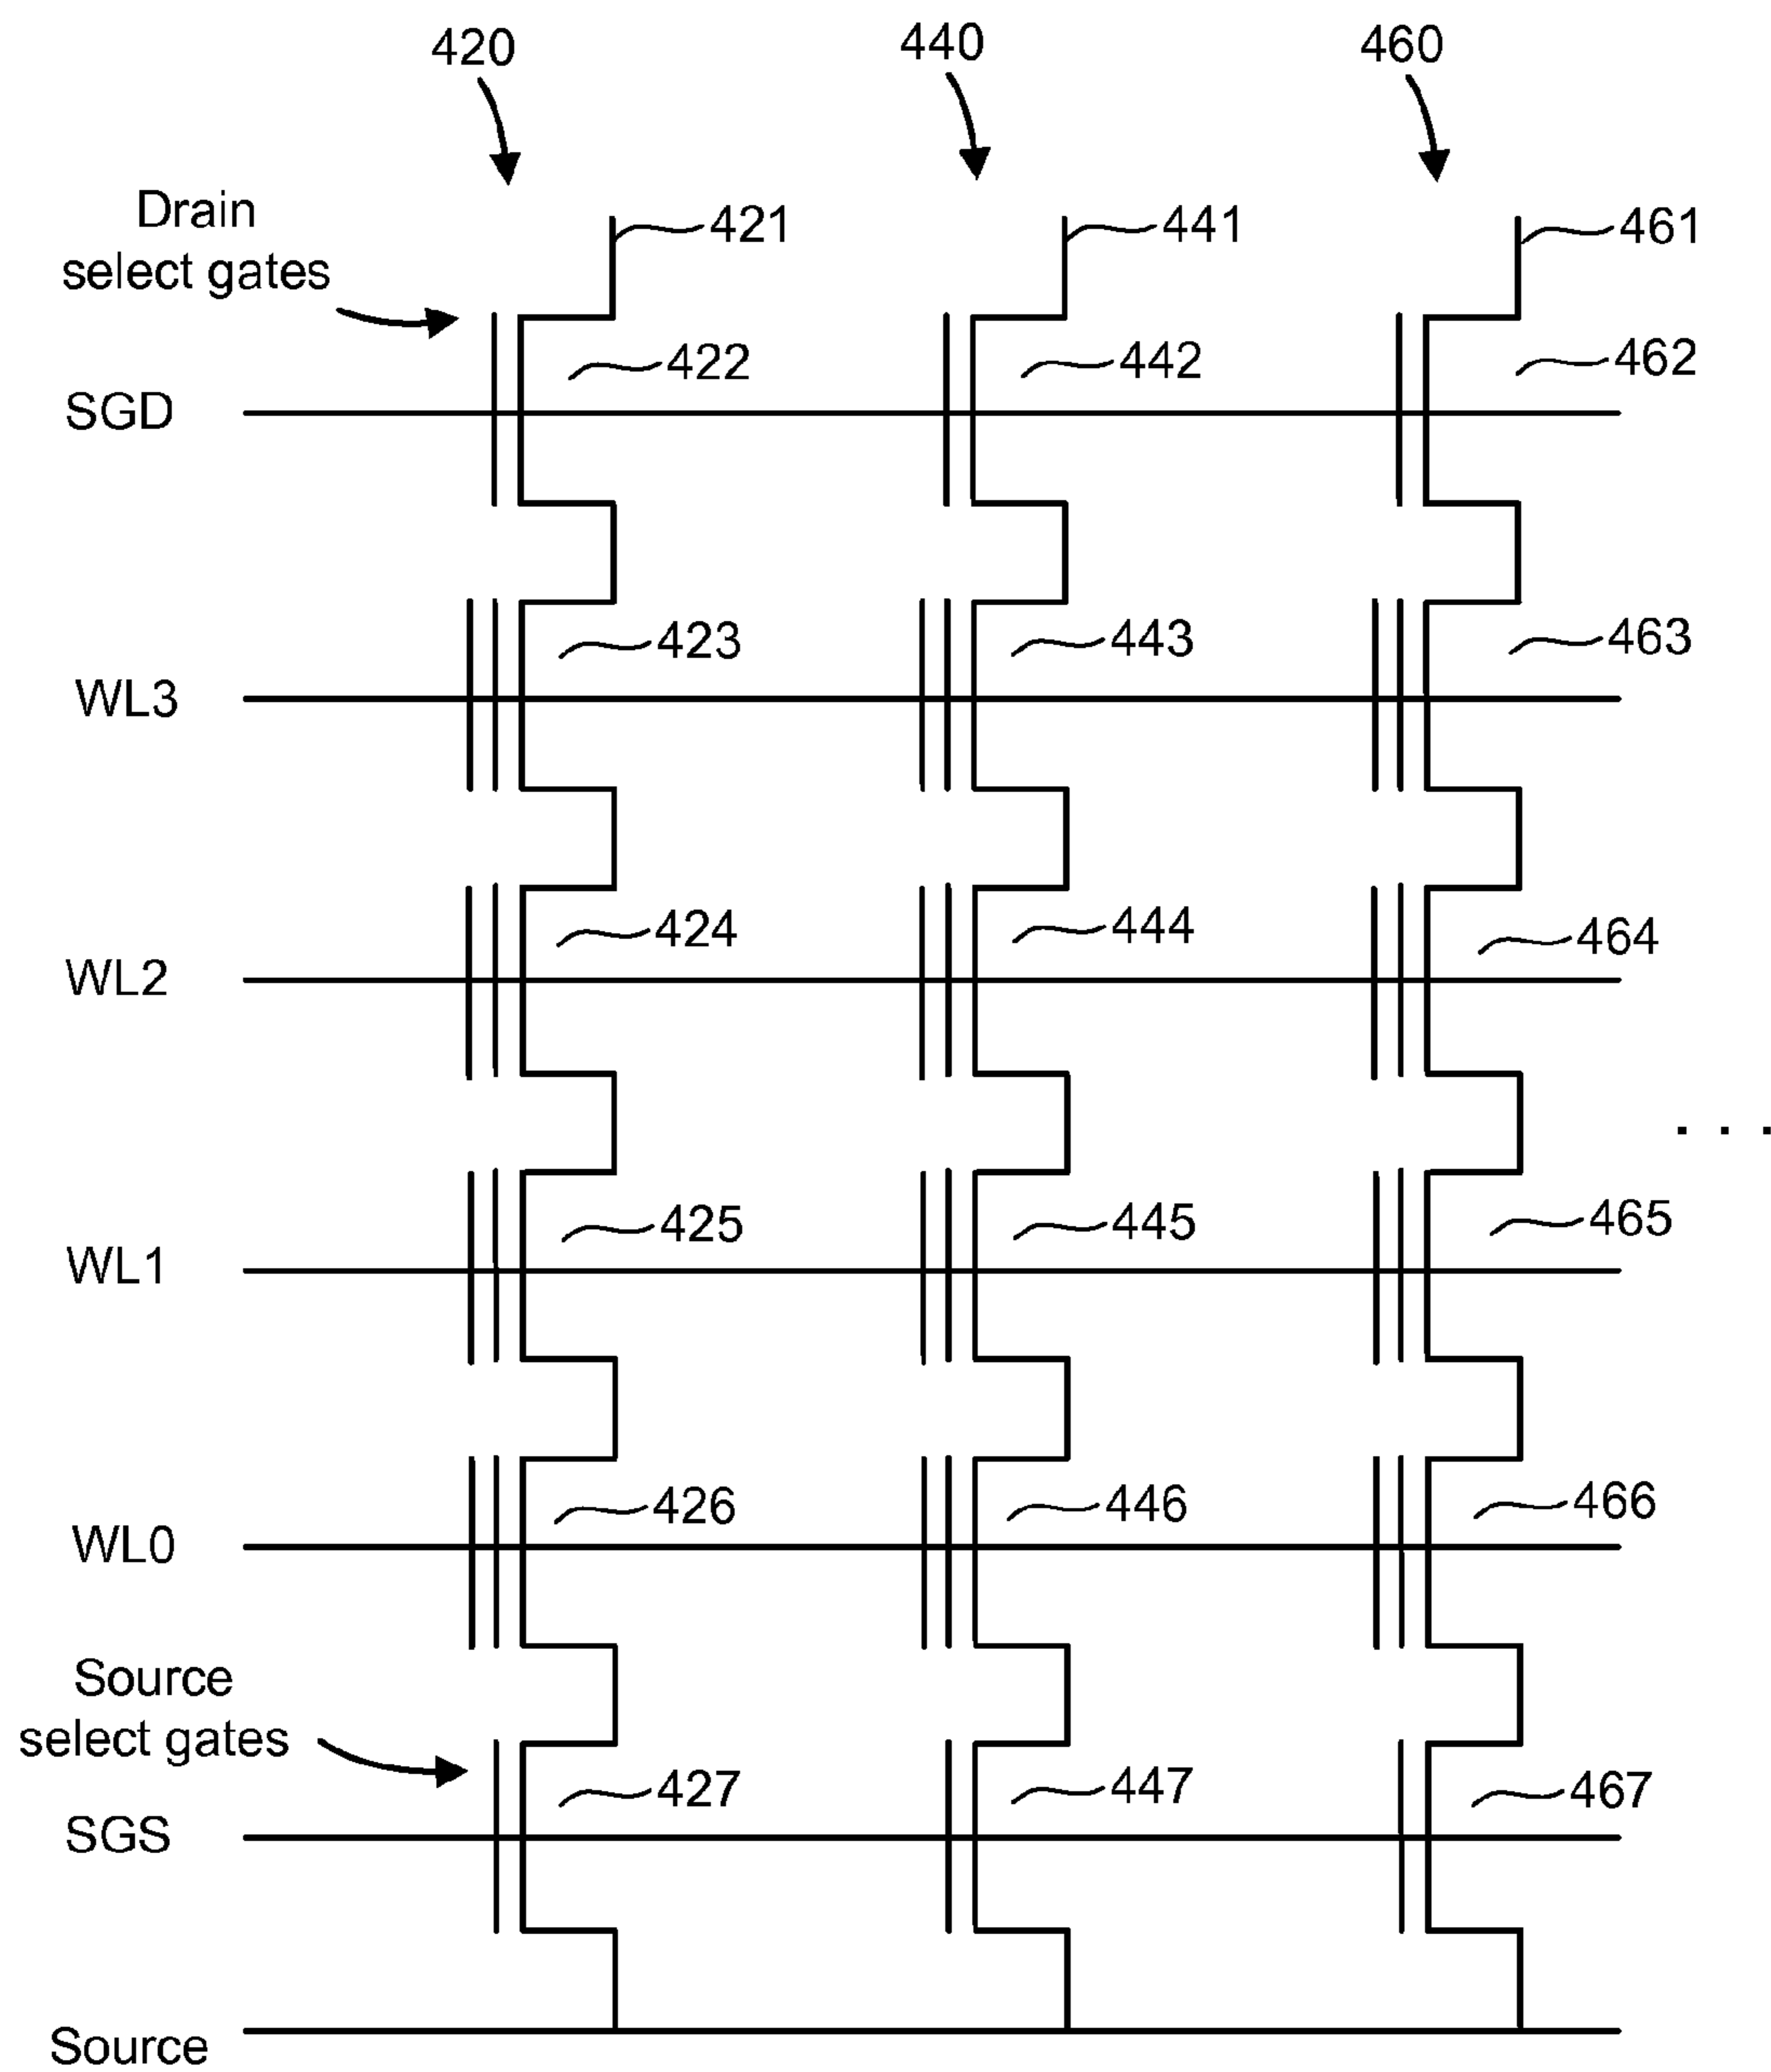 420 440 460
Drain
select gates
421 441 461
422 442 462
SGD
423 443 463
WL3
424 444 464
WL2
. . .
425 445 465
WL1
426 446 466
WL0
Source
select gates
427 447 467
SGS
Source